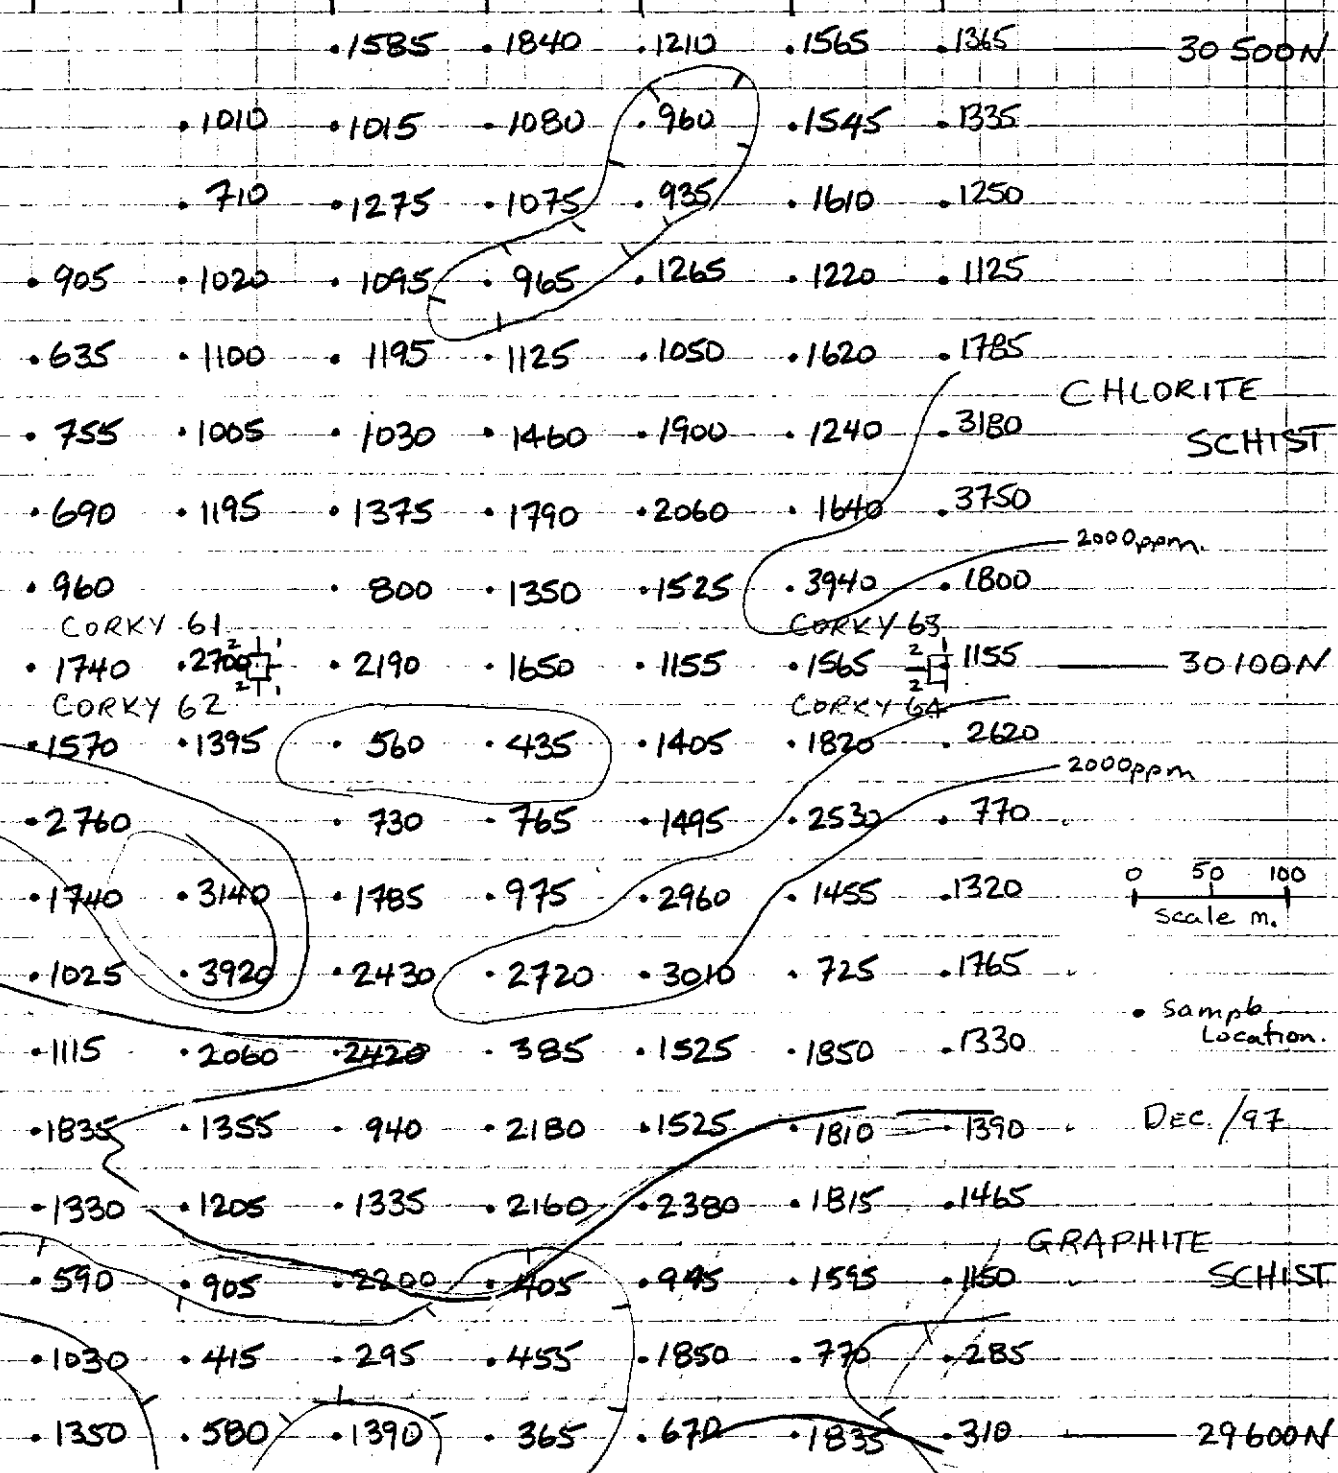 1585 1840 1210 1565 1365 30 500N
1010 1015 1080 960 1545 1335
710 1275 1075 935 1610 1250
905 1020 1095 965 1265 1220 1125
635 1100 1195 1125 1050 1620 1785
CHLORITE
755 1005 1030 1460 1900 1240 3180
SCHIST
690 1195 1375 1790 2060 1640 3750
2000ppm.
960 800 1350 1525 3940 1800
CORKY 61 CORKY 63
2 1 2 1
1740 2700 2190 1650 1155 1565 1155 30100N
2 1 2
CORKY 62 CORKY 64
1570 1395 560 435 1405 1820 2620
2000ppm
2760 730 765 1495 2530 770
0 50 100
1740 3140 1785 975 2960 1455 1320
Scale m.
1025 3920 2430 2720 3010 725 1765
• Sample
Location.
1115 2060 2420 385 1525 1850 1330
1835 1355 940 2180 1525 1810 1390 DEC./97
1330 1205 1335 2160 2380 1815 1465
GRAPHITE
590 905 2200 405 945 1595 1150 SCHIST
1030 415 295 455 1850 770 285
1350 580 1390 365 670 1835 310 29600N